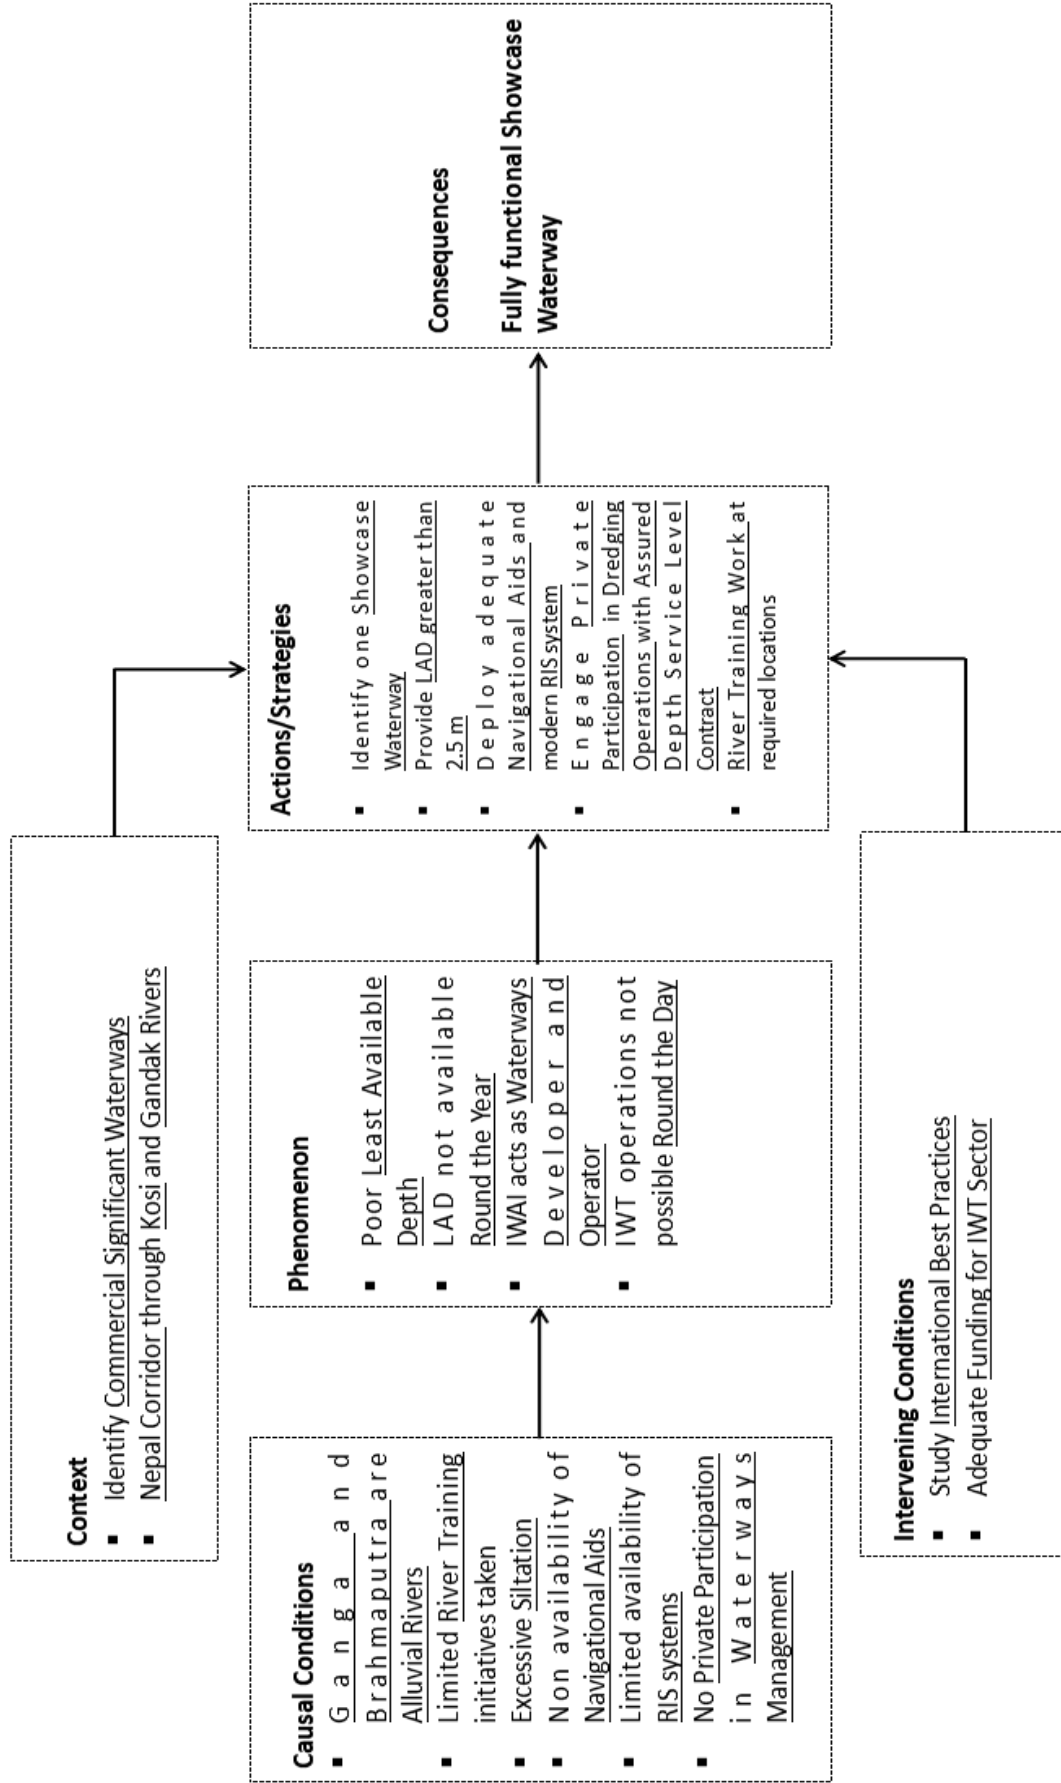 Context
▪ Identify Commercial Significant Waterways
▪ Nepal Corridor through Kosi and Gandak Rivers
Causal Conditions
▪ Ganga and
Brahmaputra are
Alluvial Rivers
▪ Limited River Training
initiatives taken
▪ Excessive Siltation
▪ Non availability of
Navigational Aids
▪ Limited availability of
RIS systems
▪ No Private Participation
in Waterways
Management
Phenomenon
▪ Poor Least Available
Depth
▪ LAD not available
Round the Year
▪ IWAI acts as Waterways
Developer and
Operator
▪ IWT operations not
possible Round the Day
Actions/Strategies
▪ Identify one Showcase
Waterway
▪ Provide LAD greater than
2.5 m
▪ Deploy adequate
Navigational Aids and
modern RIS system
▪ Engage Private
Participation in Dredging
Operations with Assured
Depth Service Level
Contract
▪ River Training Work at
required locations
Consequences
Fully functional Showcase
Waterway
Intervening Conditions
▪ Study International Best Practices
▪ Adequate Funding for IWT Sector